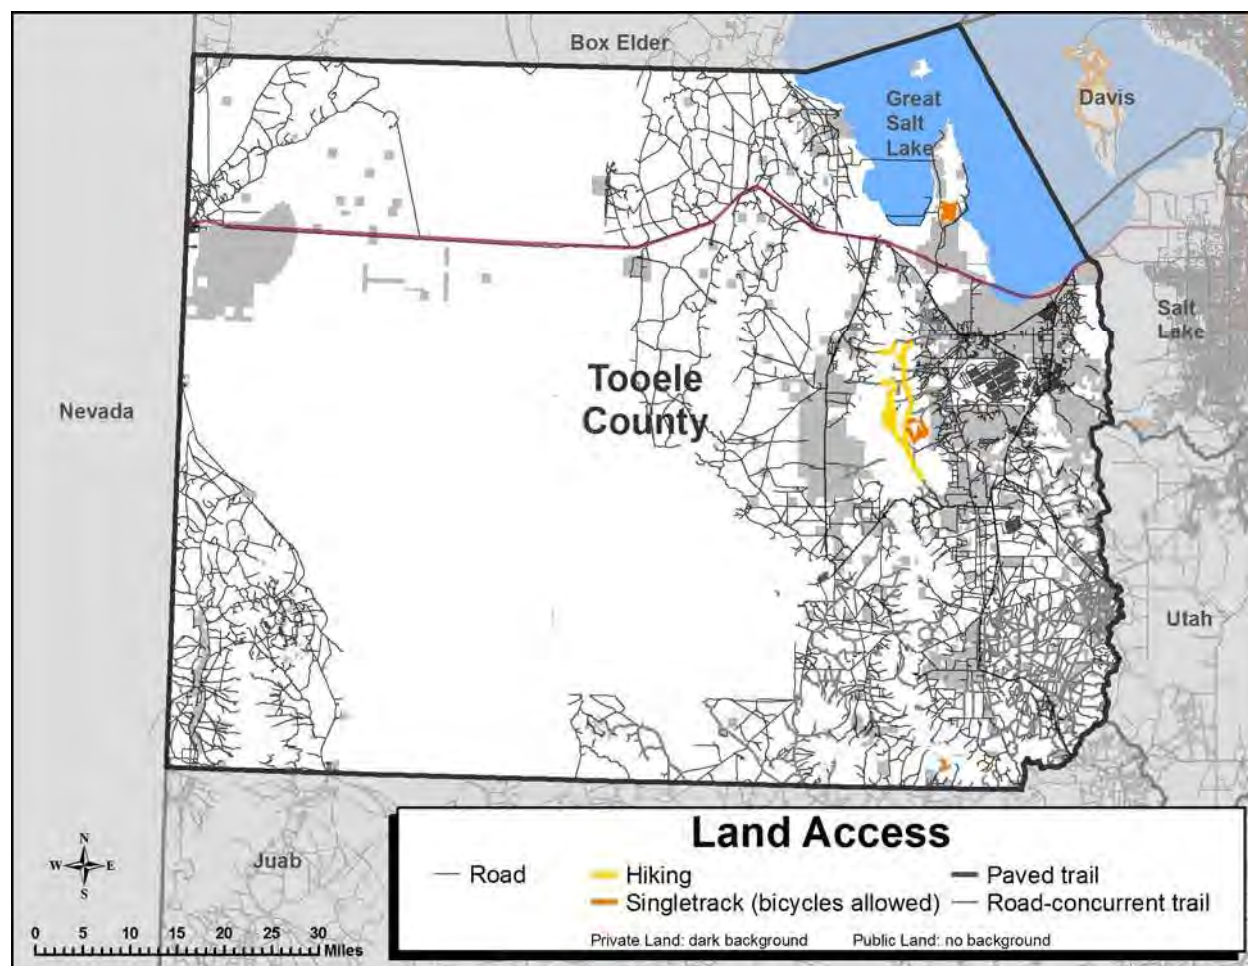 Box Elder
Great
Salt
Lake
Davis
Salt
Lake
Tooele
County
Nevada
Utah
Juab
N
W
E
S
0 5 10 15 20 25 30
Miles
Land Access
Road
Hiking
Paved trail
Singletrack (bicycles allowed)
Road-concurrent trail
Private Land: dark background
Public Land: no background